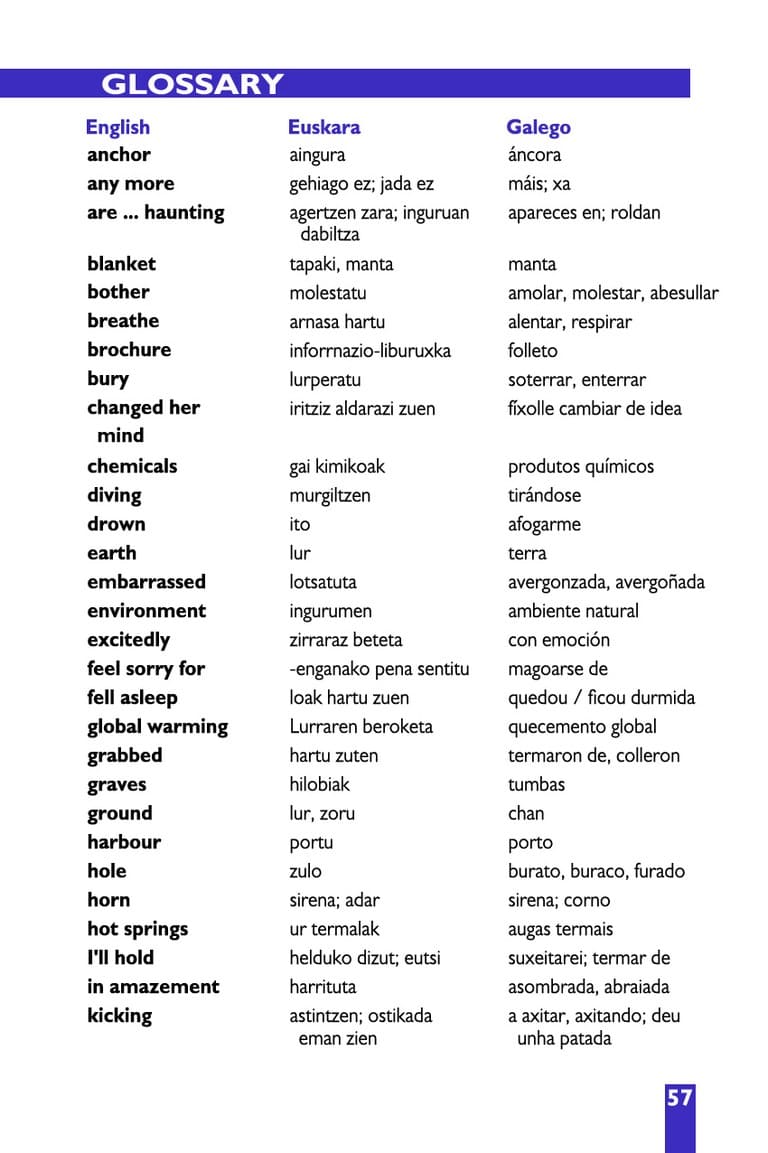 GLOSSARY
English Euskara Galego
anchor aingura áncora
any more gehiago ez; jada ez máis; xa
are ... haunting agertzen zara; inguruan apareces en; roldan
dabiltza
blanket tapaki, manta manta
bother molestatu amolar, molestar, abesullar
breathe arnasa hartu alentar, respirar
brochure inforrnazio-liburuxka folleto
bury lurperatu soterrar, enterrar
changed her iritziz aldarazi zuen fíxolle cambiar de idea
mind
chemicals gai kimikoak produtos químicos
diving murgiltzen tirándose
drown ito afogarme
earth lur terra
embarrassed lotsatuta avergonzada, avergoñada
environment ingurumen ambiente natural
excitedly zirraraz beteta con emoción
feel sorry for -enganako pena sentitu magoarse de
fell asleep loak hartu zuen quedou / ficou durmida
global warming Lurraren beroketa quecemento global
grabbed hartu zuten termaron de, colleron
graves hilobiak tumbas
ground lur, zoru chan
harbour portu porto
hole zulo burato, buraco, furado
horn sirena; adar sirena; corno
hot springs ur termalak augas termais
I'll hold helduko dizut; eutsi suxeitarei; termar de
in amazement harrituta asombrada, abraiada
kicking astintzen; ostikada a axitar, axitando; deu
eman zien unha patada
57